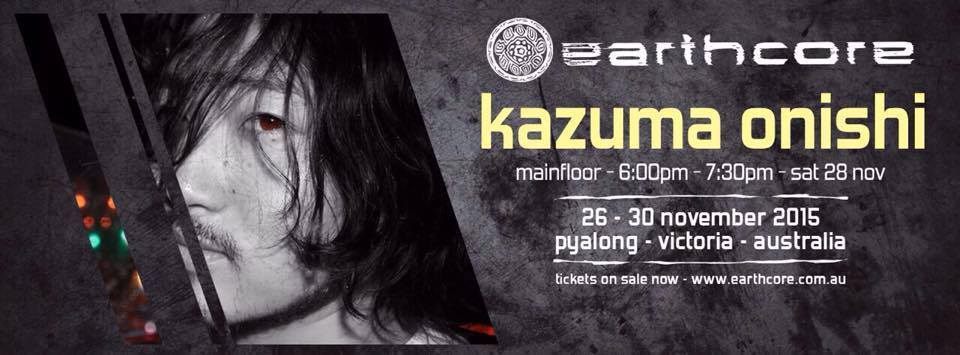 earthcore
kazuma onishi
mainfloor - 6:00pm - 7:30pm - sat 28 nov
26 - 30 november 2015
pyalong - victoria - australia
tickets on sale now - www.earthcore.com.au